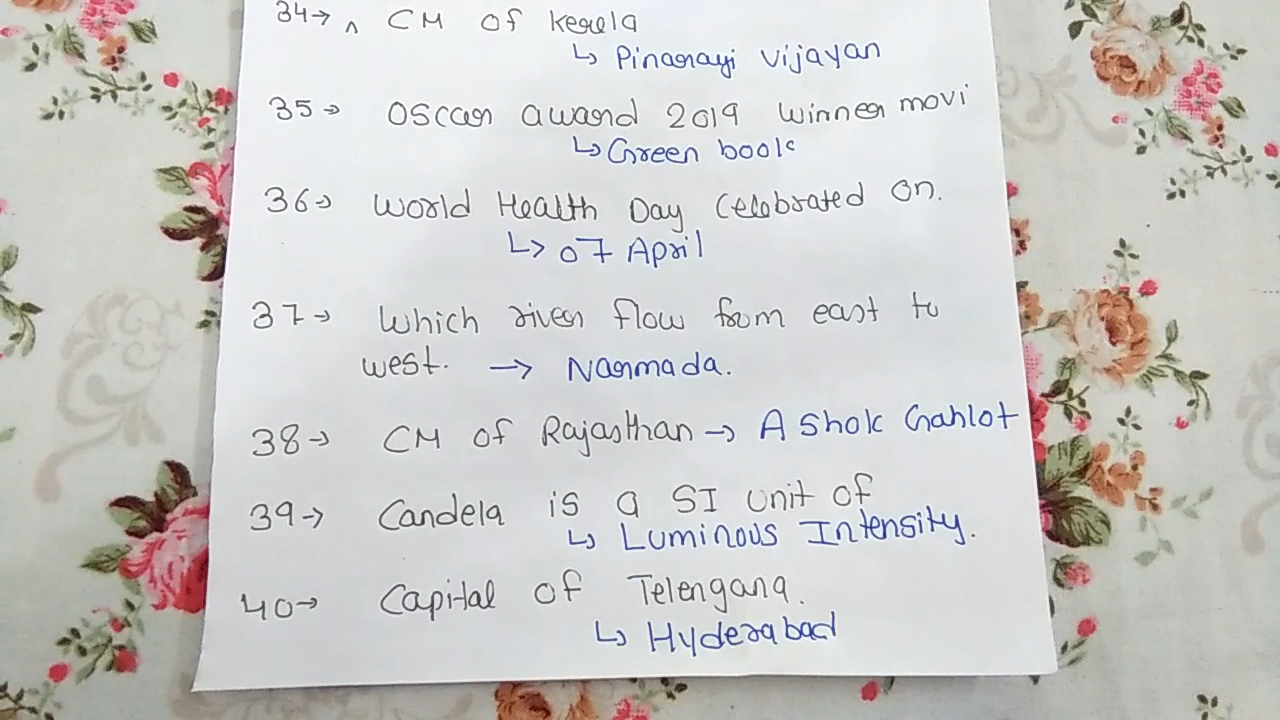 34→ ^ CM of kerela
↳ Pinarayi Vijayan
35→ Oscar award 2019 winner movi
↳ Green book
36→ World Health Day Celebrated on.
↳ 07 April
37→ Which river flow from east to
west. → Narmada.
38→ CM of Rajasthan → Ashok Gahlot
39→ Candela is a SI unit of
↳ Luminous Intensity.
40→ Capital of Telengana.
↳ Hyderabad